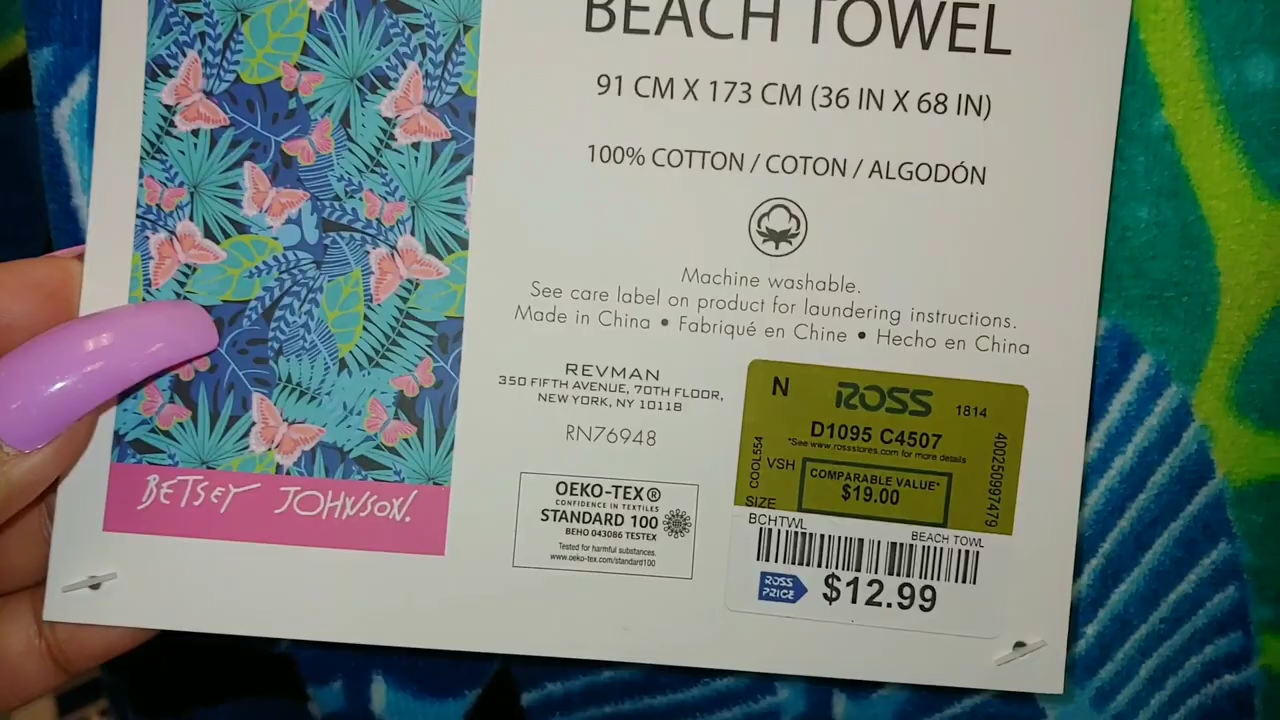 BEACH TOWEL
91 CM X 173 CM (36 IN X 68 IN)
100% COTTON / COTON / ALGODÓN
Machine washable.
See care label on product for laundering instructions.
Made in China • Fabriqué en Chine • Hecho en China
REVMAN
350 FIFTH AVENUE, 70TH FLOOR,
NEW YORK, NY 10118
RN76948
OEKO-TEX®
CONFIDENCE IN TEXTILES
STANDARD 100
BEHO 043086 TESTEX
Tested for harmful substances.
www.oeko-tex.com/standard100
BETSEY JOHNSON.
N
ROSS
1814
D1095 C4507
*See www.rossstores.com for more details
COOL554
VSH
COMPARABLE VALUE*
$19.00
400250997479
SIZE
BCHTWL
BEACH TOWL
ROSS
PRICE
$12.99